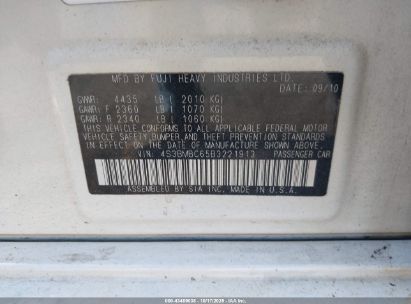 MFD BY FUJI HEAVY INDUSTRIES LTD.
DATE: 09/10
GVWR: 4435 LB ( 2010 KG)
GAWR: F 2360 LB ( 1070 KG)
GAWR: R 2340 LB ( 1060 KG)
THIS VEHICLE CONFORMS TO ALL APPLICABLE FEDERAL MOTOR
VEHICLE SAFETY, BUMPER, AND THEFT PREVENTION STANDARDS
IN EFFECT ON THE DATE OF MANUFACTURE SHOWN ABOVE.
VIN: 4S3BMBC65B3221913 PASSENGER CAR
ASSEMBLED BY SIA INC. MADE IN U.S.A.